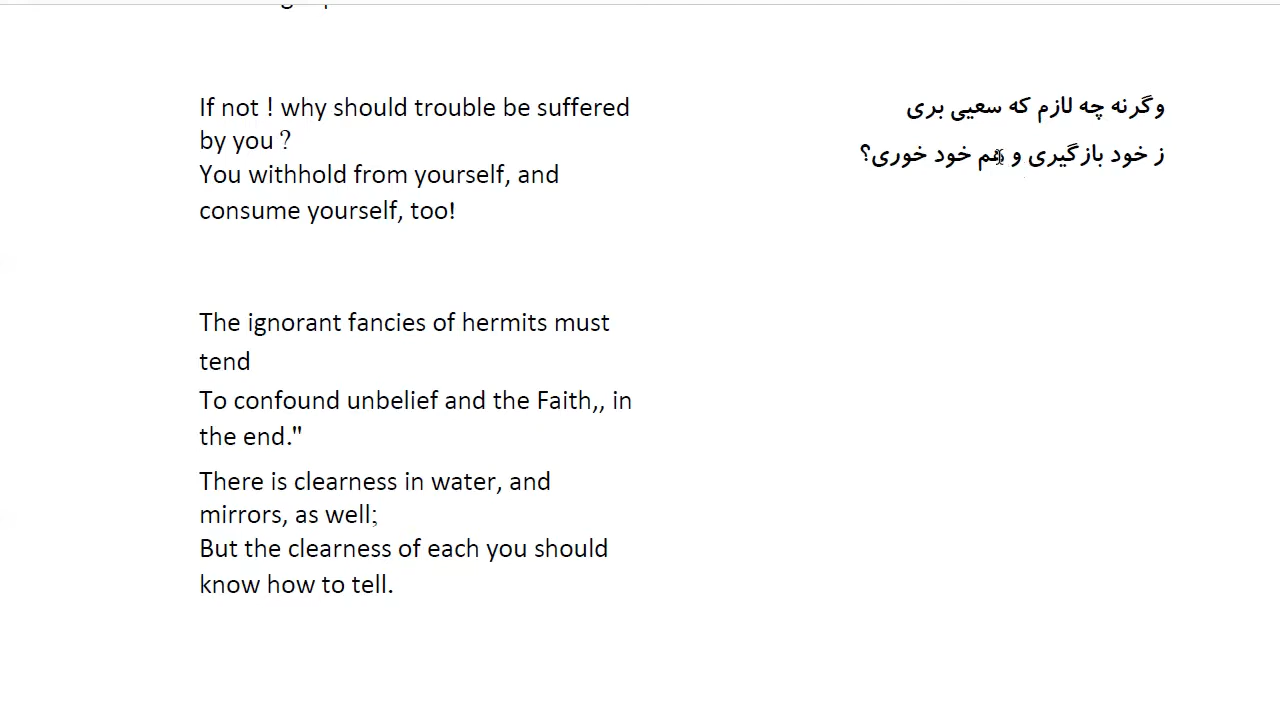 If not ! why should trouble be suffered
by you ?
You withhold from yourself, and
consume yourself, too!
وگرنه چه لازم که سعیی بری
ز خود بازگیری و هم خود خوری؟
The ignorant fancies of hermits must
tend
To confound unbelief and the Faith,, in
the end."
There is clearness in water, and
mirrors, as well;
But the clearness of each you should
know how to tell.